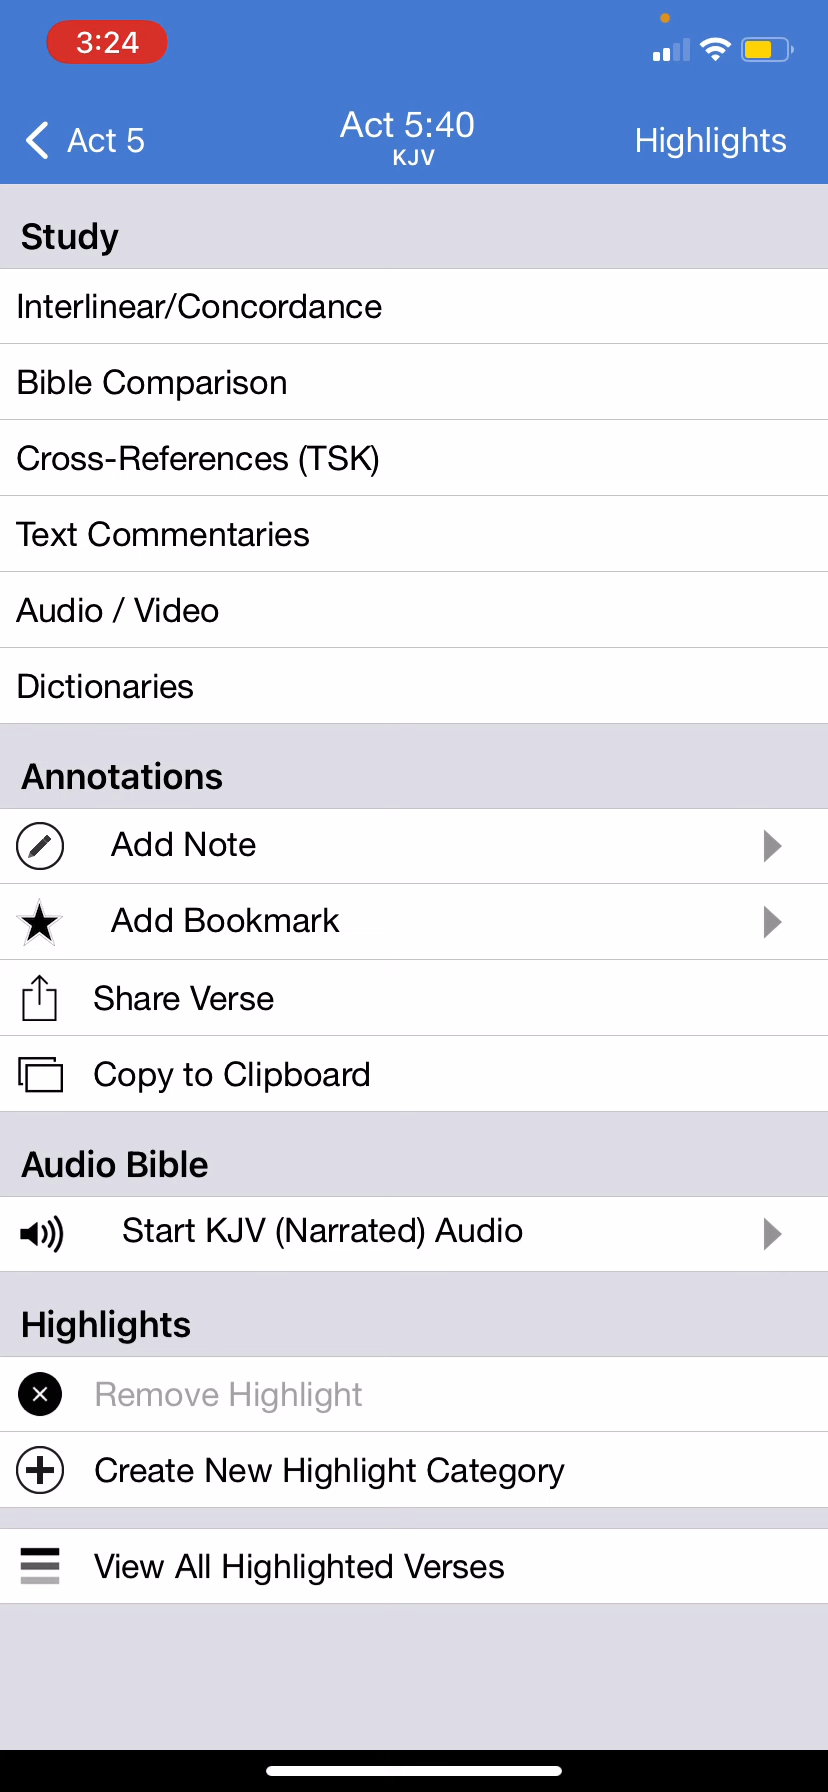 3:24
Act 5
Act 5:40
KJV
Highlights
Study
Interlinear/Concordance
Bible Comparison
Cross-References (TSK)
Text Commentaries
Audio / Video
Dictionaries
Annotations
Add Note
Add Bookmark
Share Verse
Copy to Clipboard
Audio Bible
Start KJV (Narrated) Audio
Highlights
Remove Highlight
Create New Highlight Category
View All Highlighted Verses